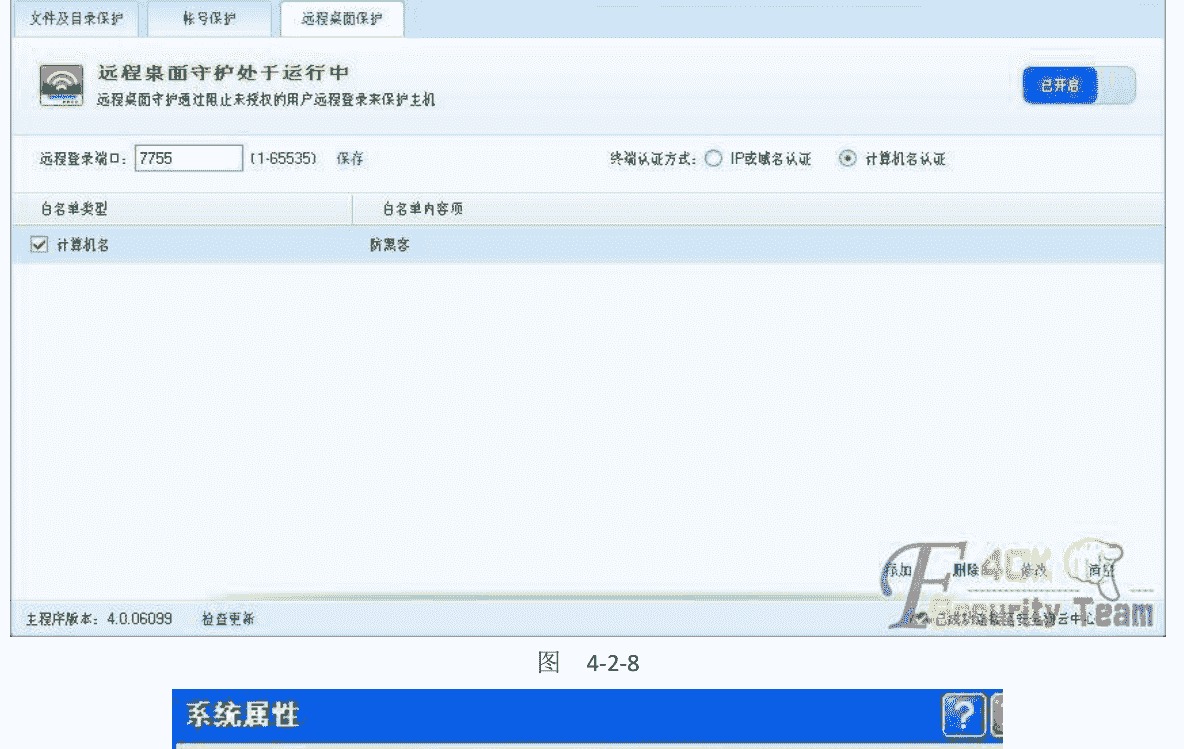 文件及目录保护 帐号保护 远程桌面保护
远程桌面守护处于运行中
远程桌面守护通过阻止未授权的用户远程登录来保护主机
已开启
远程登录端口: 7755 (1-65535) 保存 终端认证方式: IP或域名认证 计算机名认证
白名单类型 白名单内容项
计算机名 防黑客
添加 删除 修改 清空
主程序版本: 4.0.06099 检查更新
Security Team
图 4-2-8
系统属性